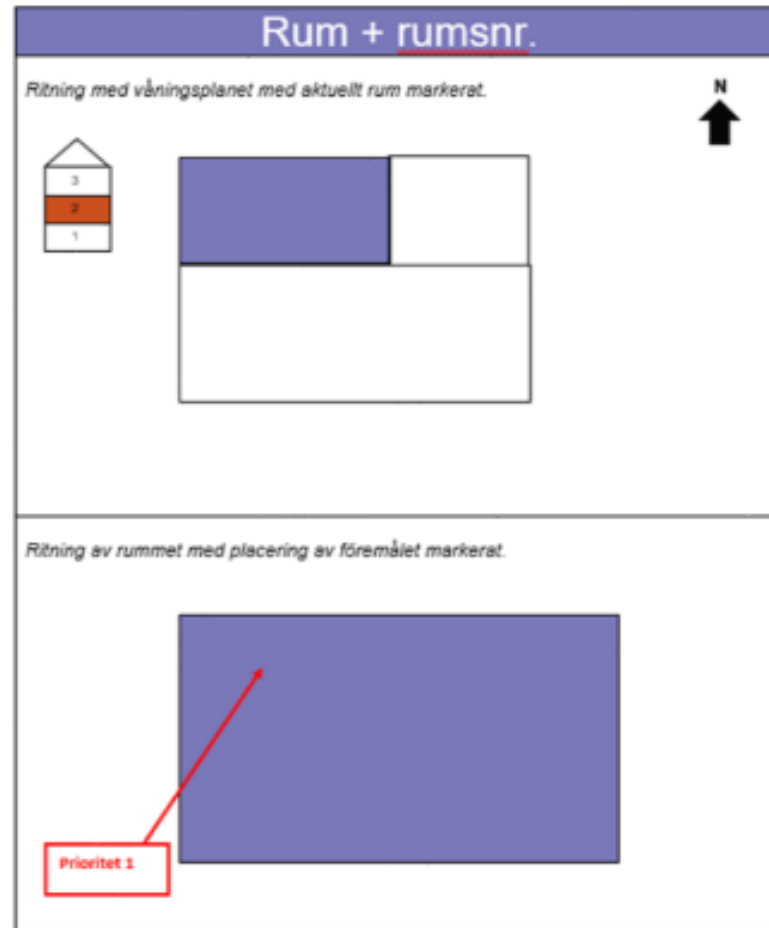 Rum + rumsnr.
Ritning med våningsplanet med aktuellt rum markerat.
N
3
2
1
Ritning av rummet med placering av föremålet markerat.
Prioritet 1